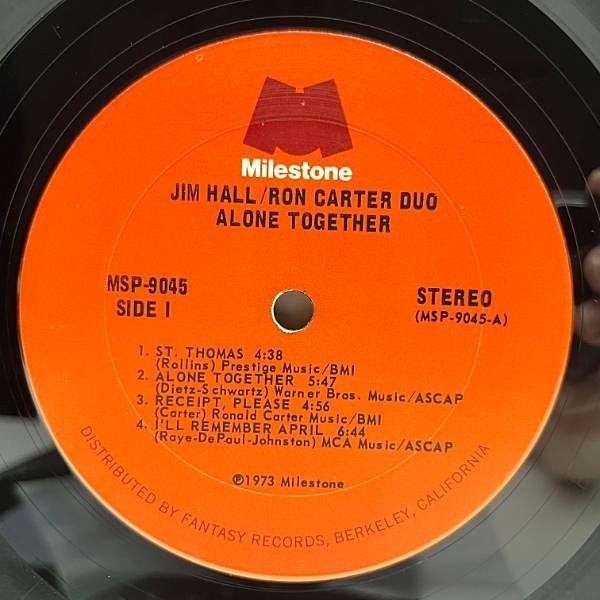 Milestone
JIM HALL/RON CARTER DUO
ALONE TOGETHER
MSP-9045
SIDE I
STEREO
(MSP-9045-A)
1. ST. THOMAS 4:38
(Rollins) Prestige Music/BMI
2. ALONE TOGETHER 5:47
(Dietz-Schwartz) Warner Bros. Music/ASCAP
3. RECEIPT, PLEASE 4:56
(Carter) Ronald Carter Music/BMI
4. I'LL REMEMBER APRIL 6:44
(Raye-DePaul-Johnston) MCA Music/ASCAP
℗1973 Milestone
DISTRIBUTED BY FANTASY RECORDS, BERKELEY, CALIFORNIA